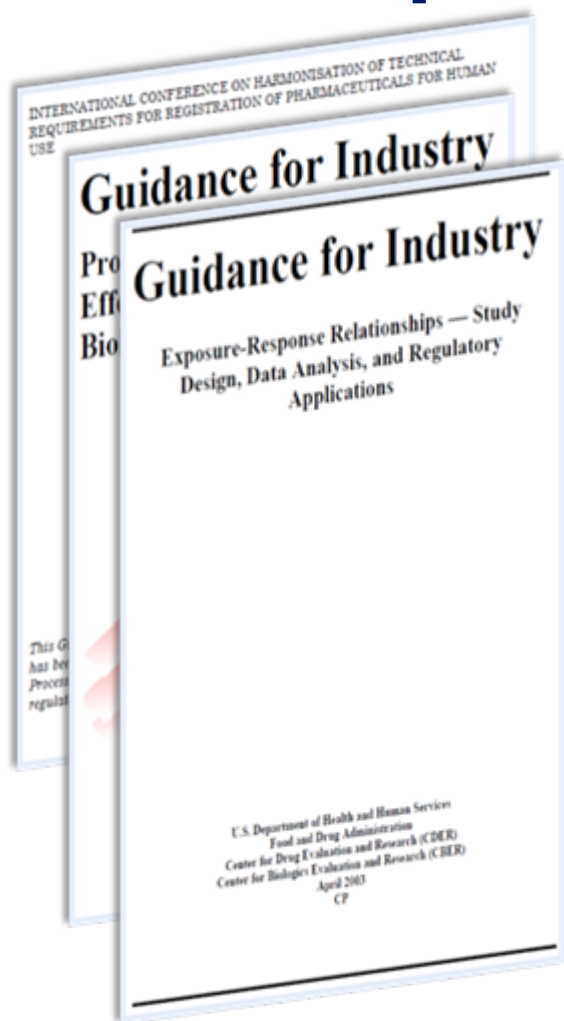 INTERNATIONAL CONFERENCE ON HARMONISATION OF TECHNICAL
REQUIREMENTS FOR REGISTRATION OF PHARMACEUTICALS FOR HUMAN
USE
Guidance for Industry
Pro
Effe
Bio
This G
has be
Process
regulat
Guidance for Industry
Exposure-Response Relationships — Study
Design, Data Analysis, and Regulatory
Applications
U.S. Department of Health and Human Services
Food and Drug Administration
Center for Drug Evaluation and Research (CDER)
Center for Biologics Evaluation and Research (CBER)
April 2003
CP